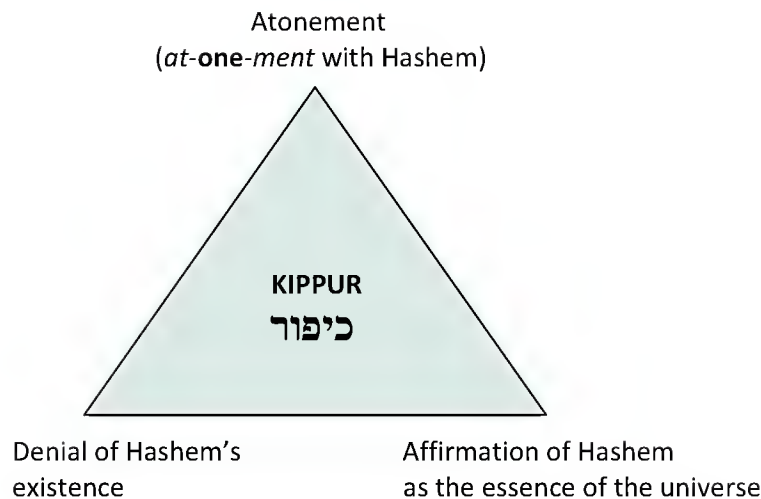 Atonement
(at-one-ment with Hashem)
KIPPUR
כיפור
Denial of Hashem’s
existence
Affirmation of Hashem
as the essence of the universe